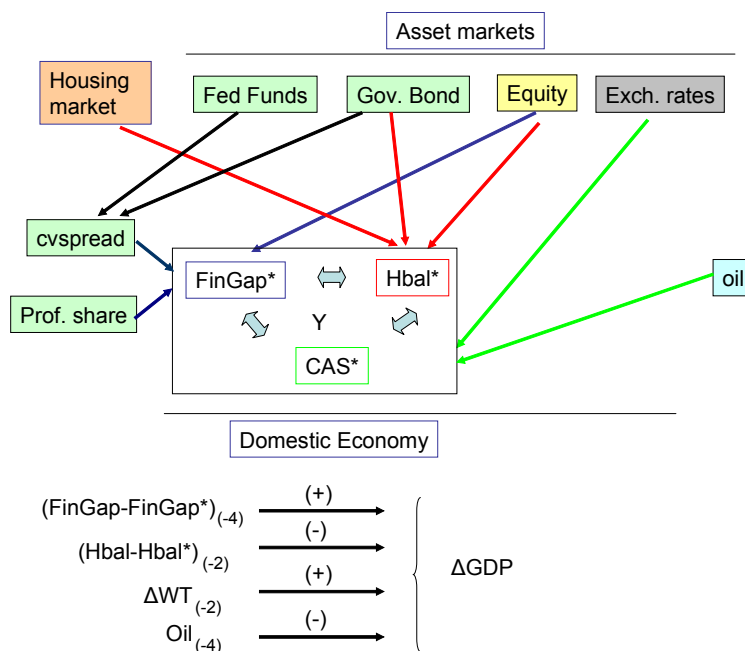 Asset markets
Housing
market
Fed Funds
Gov. Bond
Equity
Exch. rates
cvspread
FinGap*
Hbal*
oil
Prof. share
Y
CAS*
Domestic Economy
(FinGap-FinGap*)(-4) (+)
(Hbal-Hbal*)(-2) (-)
ΔWT(-2) (+)
ΔGDP
Oil(-4) (-)